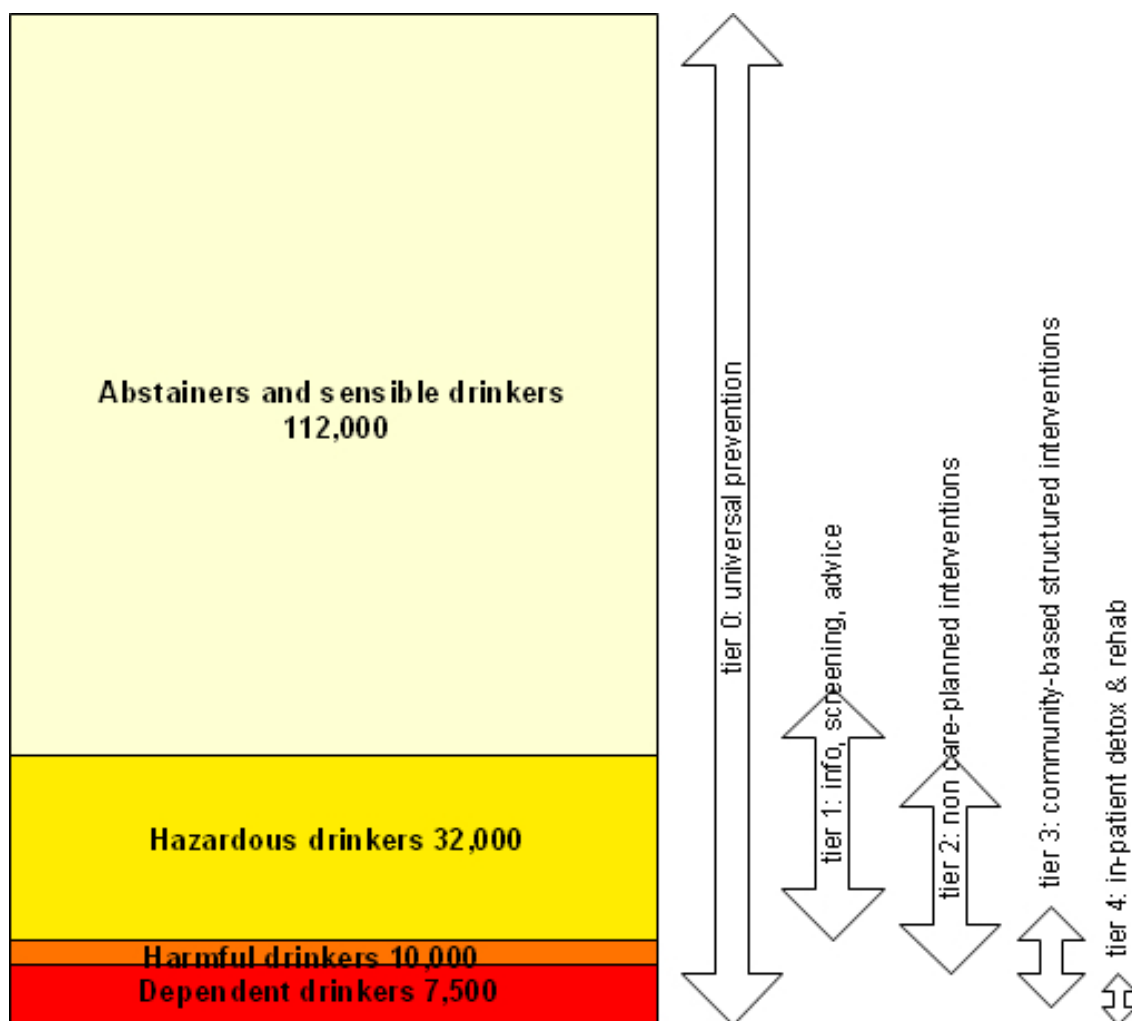 Abstainers and sensible drinkers
112,000
Hazardous drinkers 32,000
Harmful drinkers 10,000
Dependent drinkers 7,500
tier 0: universal prevention
tier 1: info, screening, advice
tier 2: non care-planned interventions
tier 3: community-based structured interventions
tier 4: in-patient detox & rehab